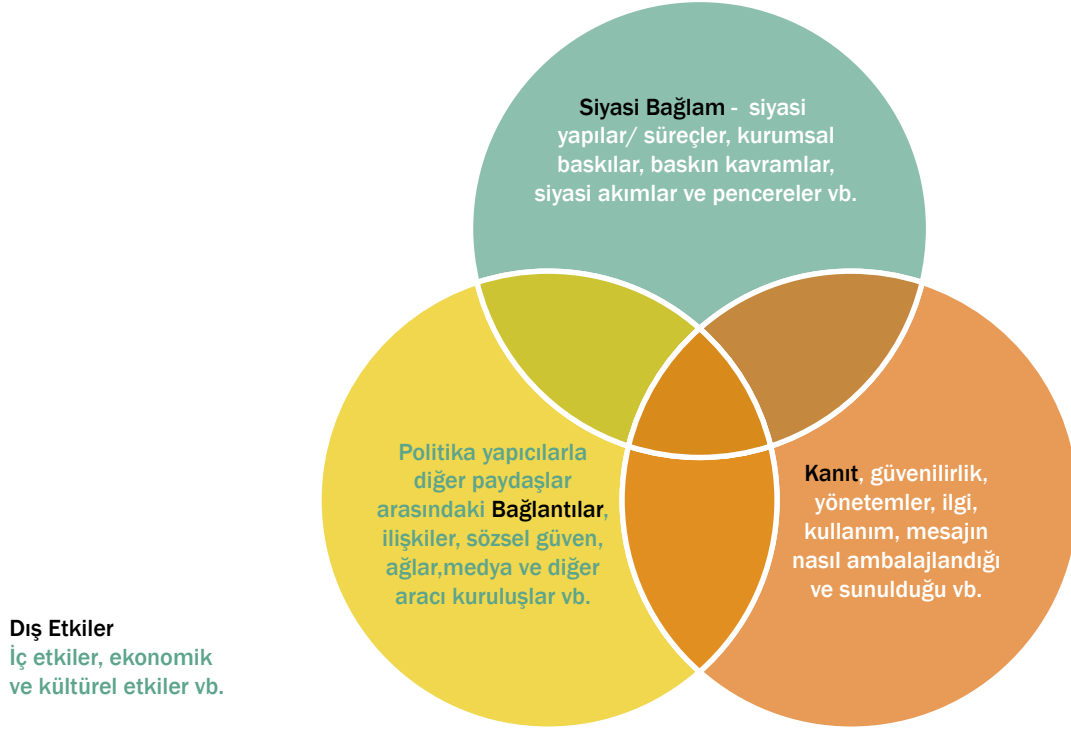 Siyasi Bağlam - siyasi
yapılar/ süreçler, kurumsal
baskılar, baskın kavramlar,
siyasi akımlar ve pencereler vb.
Politika yapıcılarla
diğer paydaşlar
arasındaki Bağlantılar,
ilişkiler, sözsel güven,
ağlar,medya ve diğer
aracı kuruluşlar vb.
Kanıt, güvenilirlik,
yönetemler, ilgi,
kullanım, mesajın
nasıl ambalajlandığı
ve sunulduğu vb.
Dış Etkiler
İç etkiler, ekonomik
ve kültürel etkiler vb.